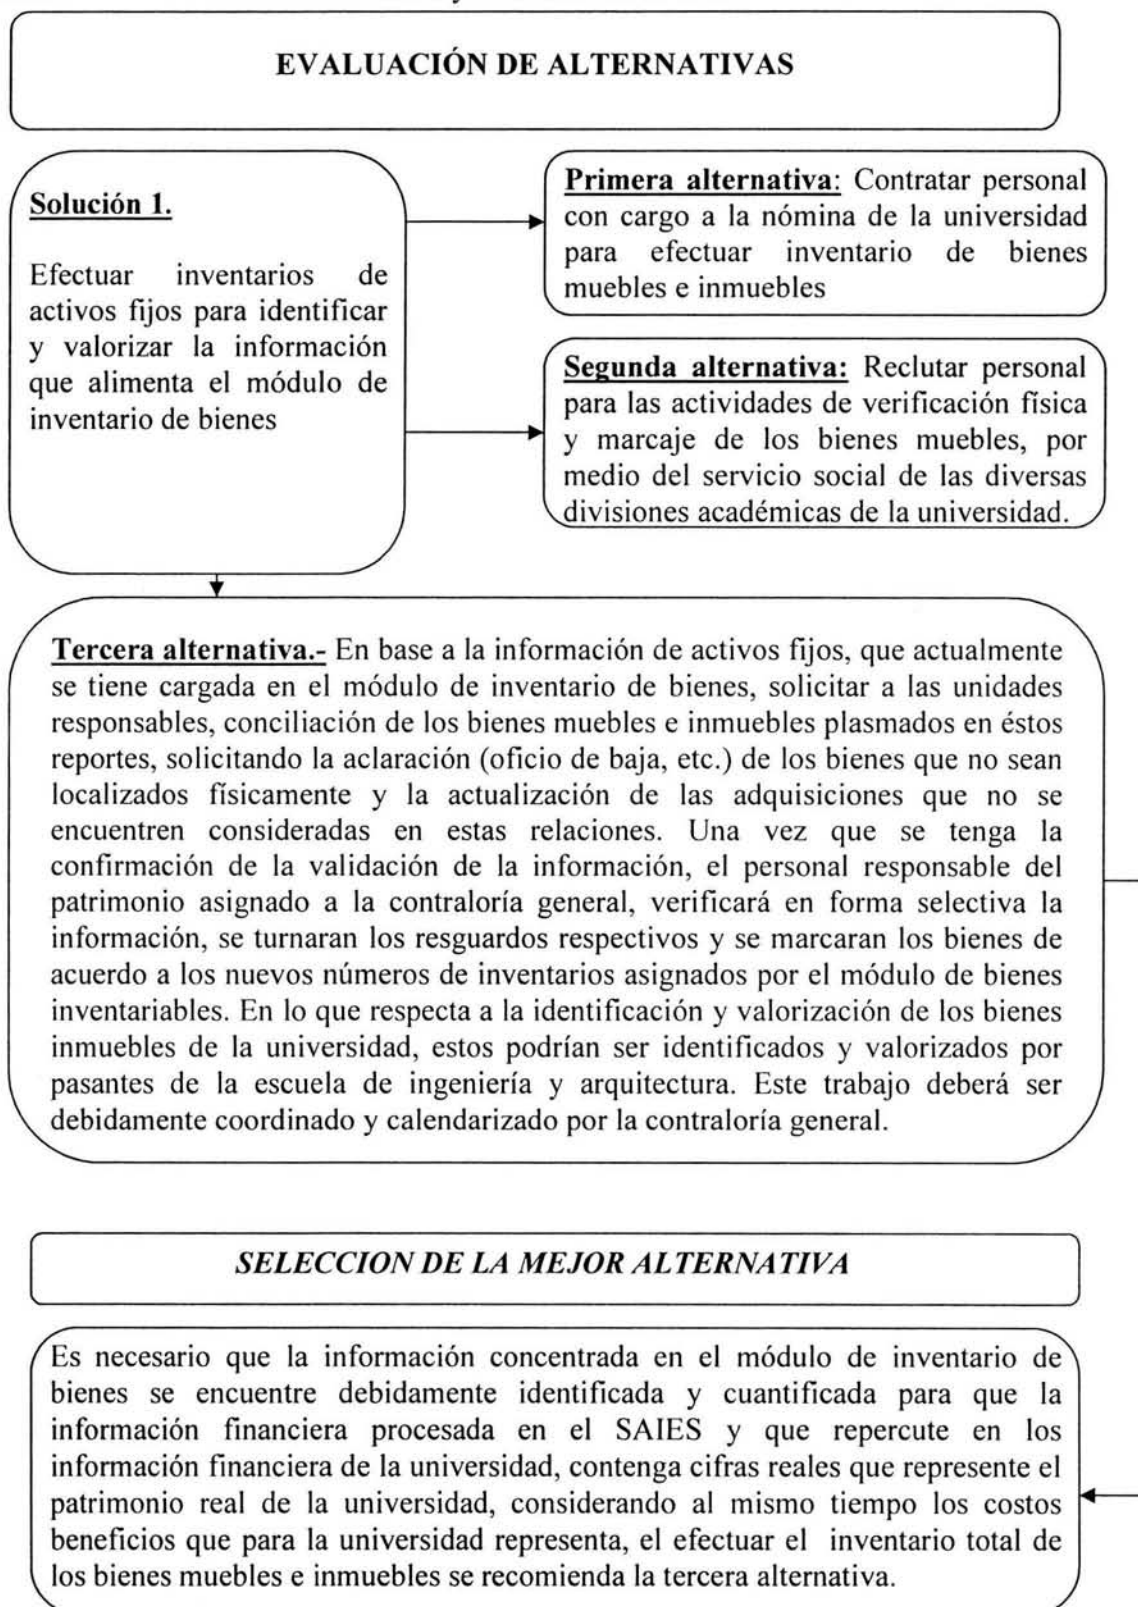 EVALUACIÓN DE ALTERNATIVAS
Solución 1.
Efectuar inventarios de
activos fijos para identificar
y valorizar la información
que alimenta el módulo de
inventario de bienes
Primera alternativa: Contratar personal
con cargo a la nómina de la universidad
para efectuar inventario de bienes
muebles e inmuebles
Segunda alternativa: Reclutar personal
para las actividades de verificación física
y marcaje de los bienes muebles, por
medio del servicio social de las diversas
divisiones académicas de la universidad.
Tercera alternativa.- En base a la información de activos fijos, que actualmente
se tiene cargada en el módulo de inventario de bienes, solicitar a las unidades
responsables, conciliación de los bienes muebles e inmuebles plasmados en éstos
reportes, solicitando la aclaración (oficio de baja, etc.) de los bienes que no sean
localizados físicamente y la actualización de las adquisiciones que no se
encuentren consideradas en estas relaciones. Una vez que se tenga la
confirmación de la validación de la información, el personal responsable del
patrimonio asignado a la contraloría general, verificará en forma selectiva la
información, se turnaran los resguardos respectivos y se marcaran los bienes de
acuerdo a los nuevos números de inventarios asignados por el módulo de bienes
inventariables. En lo que respecta a la identificación y valorización de los bienes
inmuebles de la universidad, estos podrían ser identificados y valorizados por
pasantes de la escuela de ingeniería y arquitectura. Este trabajo deberá ser
debidamente coordinado y calendarizado por la contraloría general.
SELECCION DE LA MEJOR ALTERNATIVA
Es necesario que la información concentrada en el módulo de inventario de
bienes se encuentre debidamente identificada y cuantificada para que la
información financiera procesada en el SAIES y que repercute en los
información financiera de la universidad, contenga cifras reales que represente el
patrimonio real de la universidad, considerando al mismo tiempo los costos
beneficios que para la universidad representa, el efectuar el inventario total de
los bienes muebles e inmuebles se recomienda la tercera alternativa.